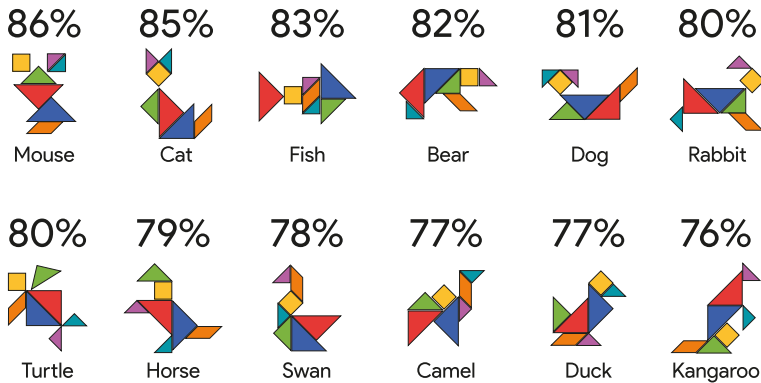 86% 85% 83% 82% 81% 80%
Mouse Cat Fish Bear Dog Rabbit
80% 79% 78% 77% 77% 76%
Turtle Horse Swan Camel Duck Kangaroo